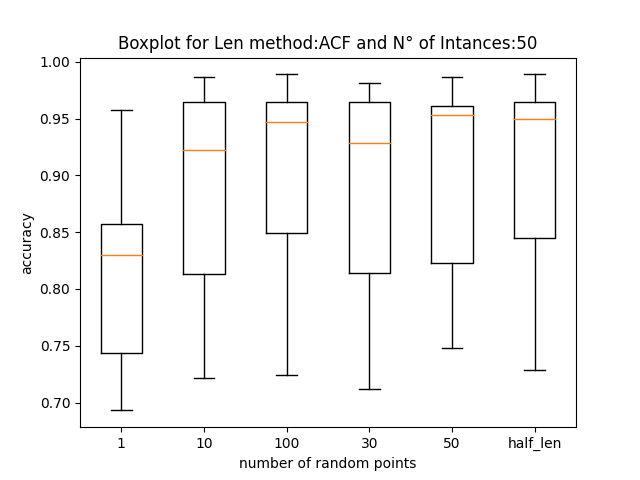 Boxplot for Len method:ACF and N° of Intances:50
1.00
0.95
0.90
0.85
0.80
0.75
0.70
accuracy
1 10 100 30 50 half_len
number of random points